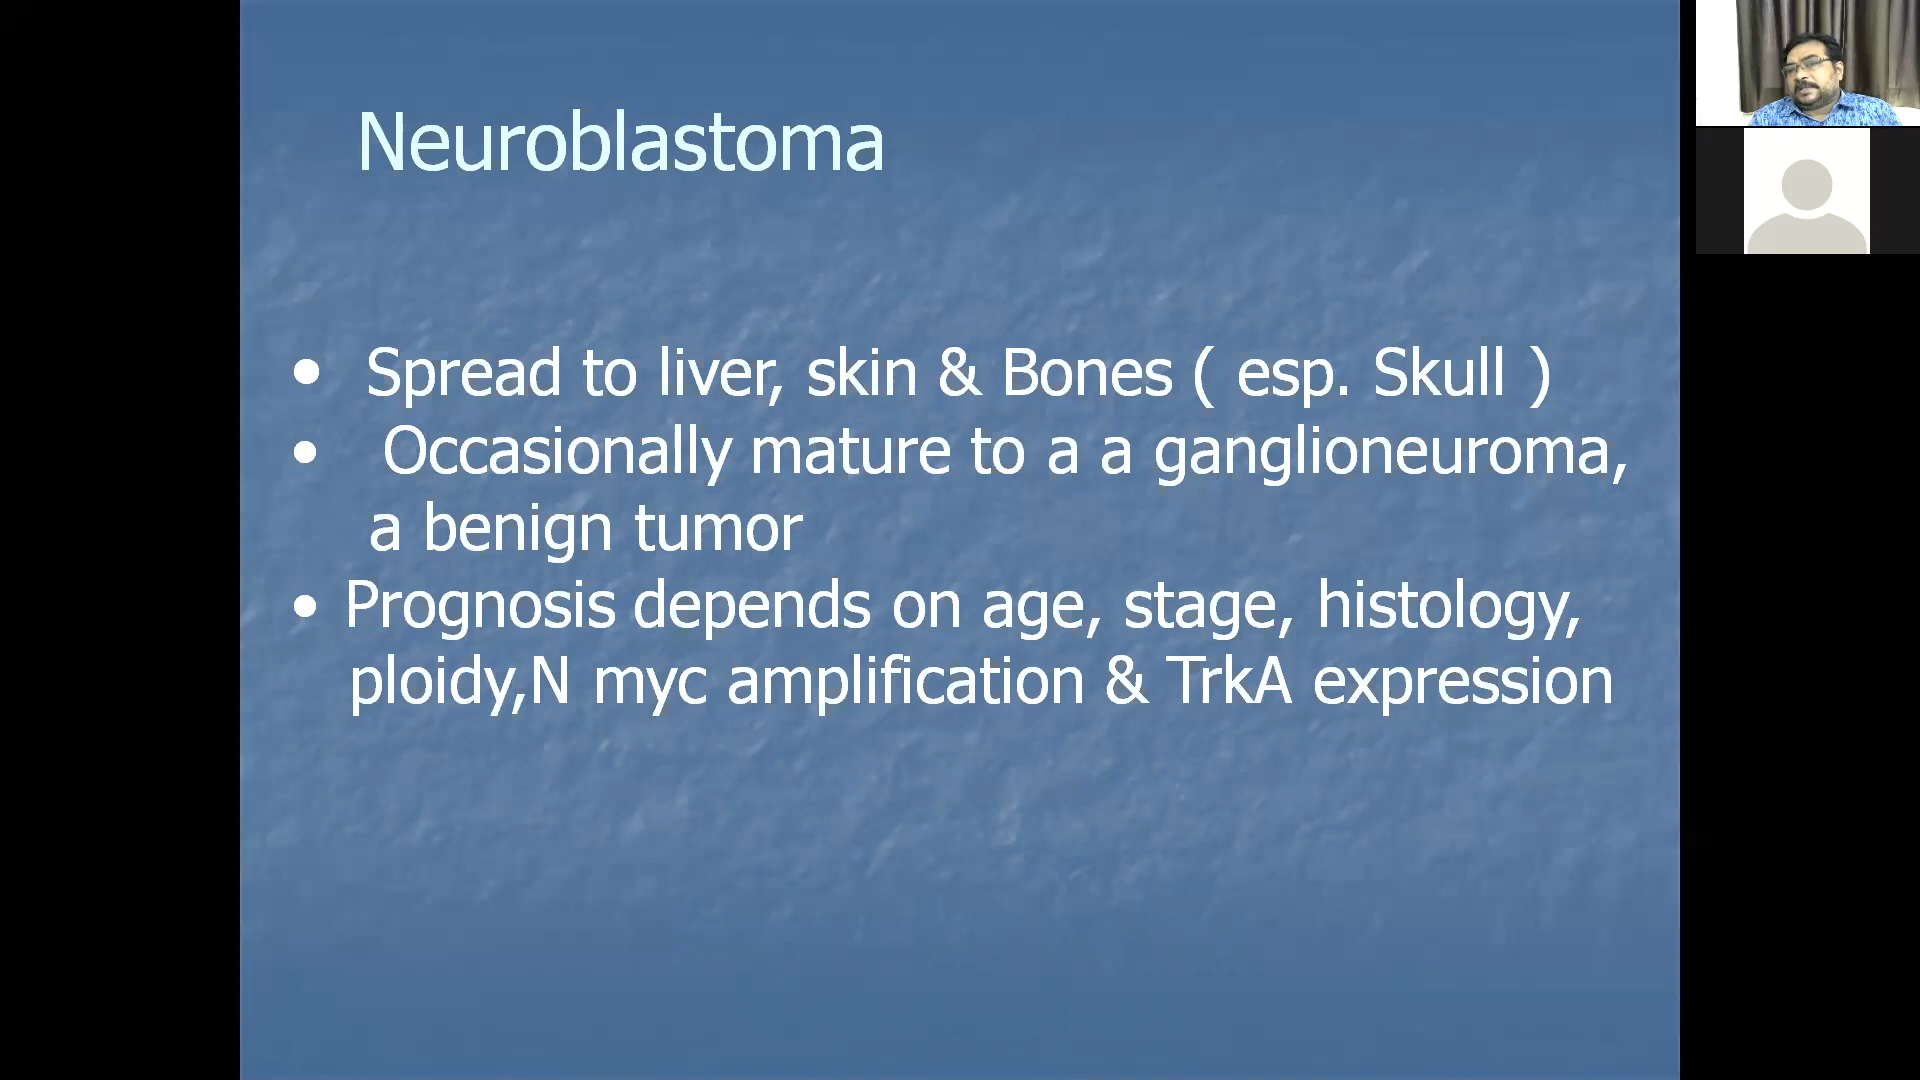 Neuroblastoma
• Spread to liver, skin & Bones ( esp. Skull )
• Occasionally mature to a a ganglioneuroma,
a benign tumor
• Prognosis depends on age, stage, histology,
ploidy,N myc amplification & TrkA expression